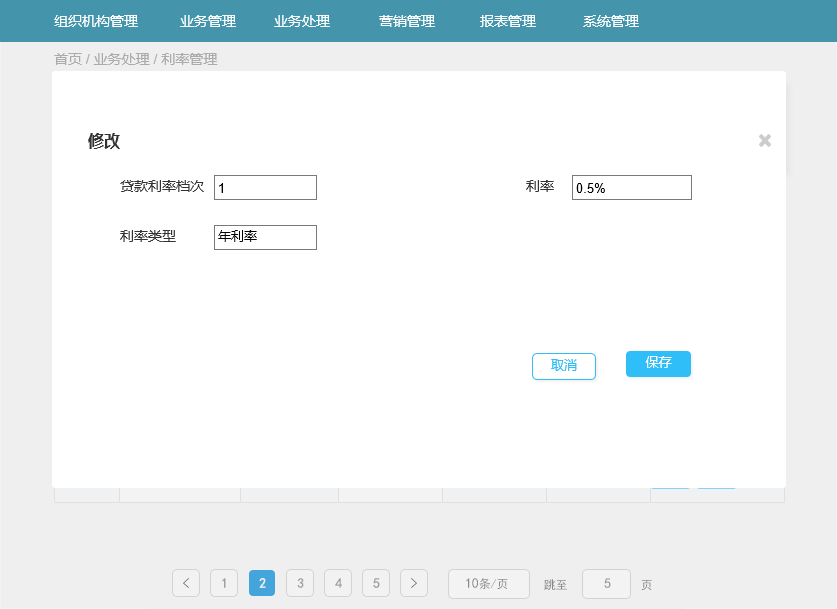 组织机构管理 业务管理 业务处理 营销管理 报表管理 系统管理
首页 / 业务处理 / 利率管理
修改
贷款利率档次 1 利率 0.5%
利率类型 年利率
取消 保存
1 2 3 4 5 10条/页 跳至 5 页